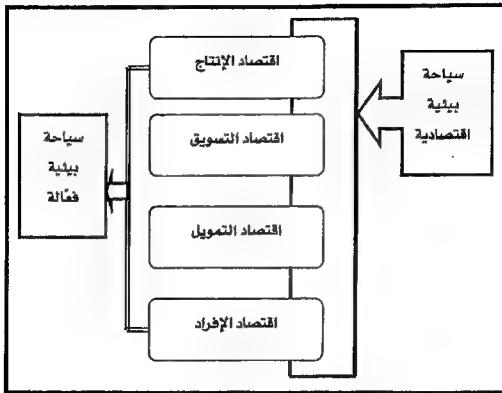 سياحة
بيئية
اقتصادية
اقتصاد الإنتاج
اقتصاد التسويق
اقتصاد التمويل
اقتصاد الإفراد
سياحة
بيئية
فعّالة